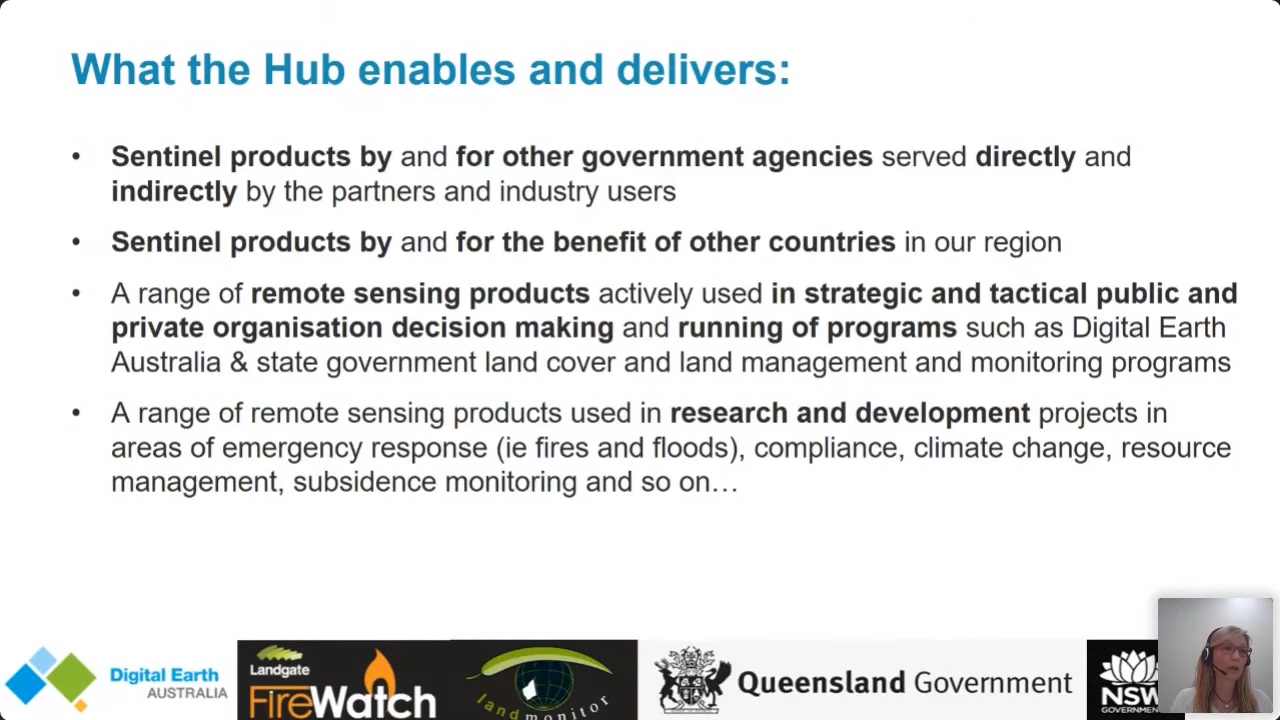 What the Hub enables and delivers:
• Sentinel products by and for other government agencies served directly and
indirectly by the partners and industry users
• Sentinel products by and for the benefit of other countries in our region
• A range of remote sensing products actively used in strategic and tactical public and
private organisation decision making and running of programs such as Digital Earth
Australia & state government land cover and land management and monitoring programs
• A range of remote sensing products used in research and development projects in
areas of emergency response (ie fires and floods), compliance, climate change, resource
management, subsidence monitoring and so on…
Digital Earth
AUSTRALIA
Landgate
FireWatch
landmonitor
Queensland Government
NSW
GOVERNMENT